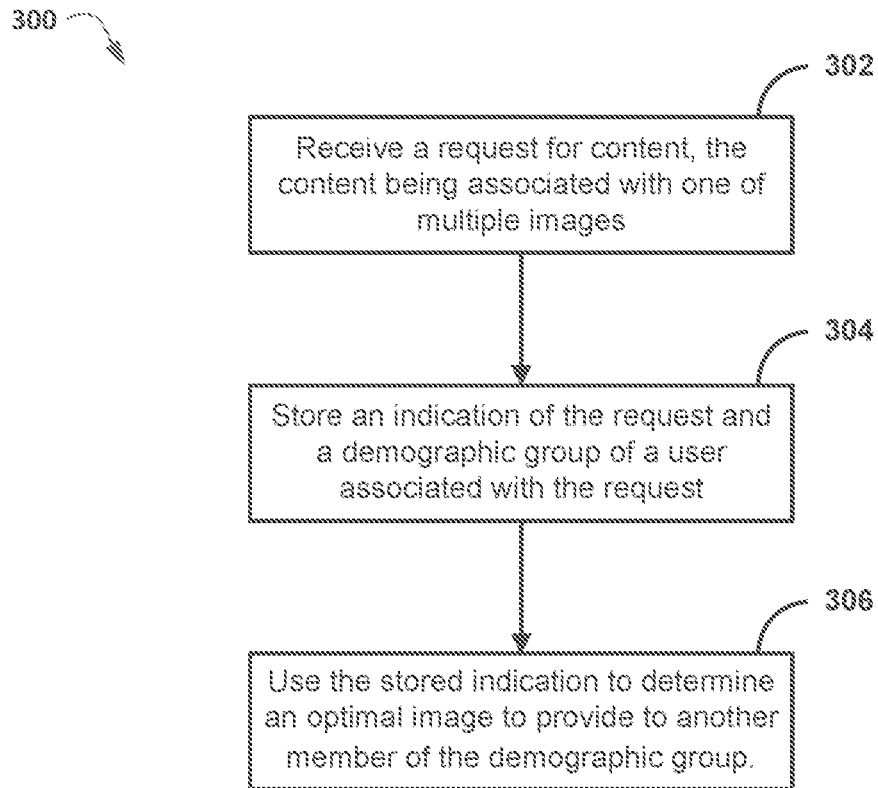 300
302
Receive a request for content, the
content being associated with one of
multiple images
304
Store an indication of the request and
a demographic group of a user
associated with the request
306
Use the stored indication to determine
an optimal image to provide to another
member of the demographic group.